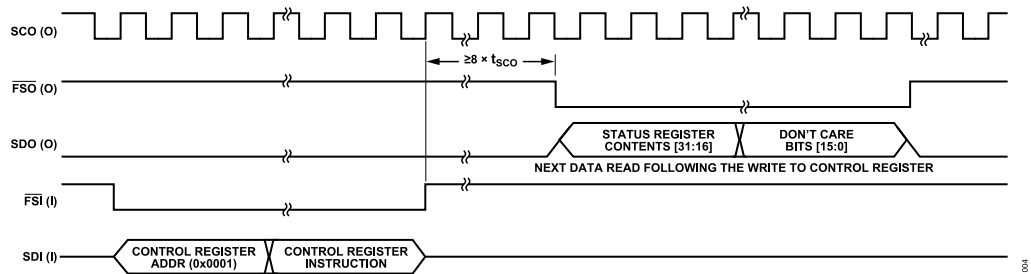 SCO (O)
≥8 × tSCO
FSO (O)
SDO (O)
STATUS REGISTER
CONTENTS [31:16]
DON'T CARE
BITS [15:0]
NEXT DATA READ FOLLOWING THE WRITE TO CONTROL REGISTER
FSI (I)
SDI (I)
CONTROL REGISTER
ADDR (0x0001)
CONTROL REGISTER
INSTRUCTION
004